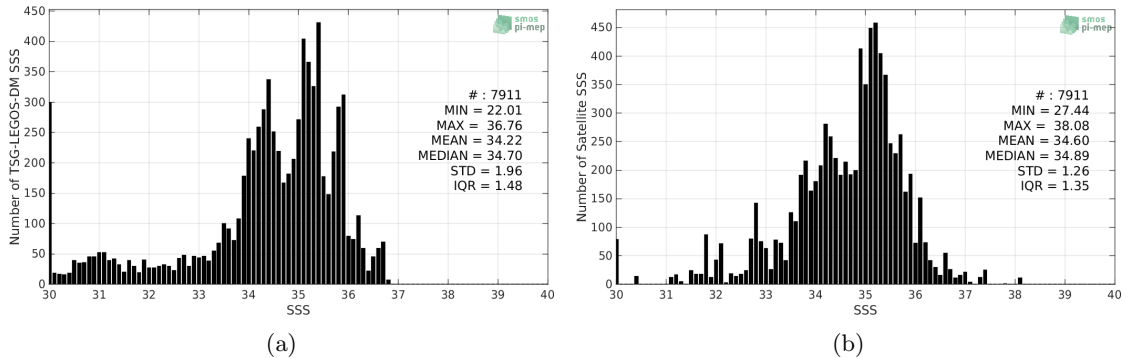 smos
pi-mep
450
400
350
300
250
200
150
100
50
0
Number of TSG-LEGOS-DM SSS
# : 7911
MIN = 22.01
MAX = 36.76
MEAN = 34.22
MEDIAN = 34.70
STD = 1.96
IQR = 1.48
30 31 32 33 34 35 36 37 38 39 40
SSS
(a)
smos
pi-mep
450
400
350
300
250
200
150
100
50
0
Number of Satellite SSS
# : 7911
MIN = 27.44
MAX = 38.08
MEAN = 34.60
MEDIAN = 34.89
STD = 1.26
IQR = 1.35
30 31 32 33 34 35 36 37 38 39 40
SSS
(b)